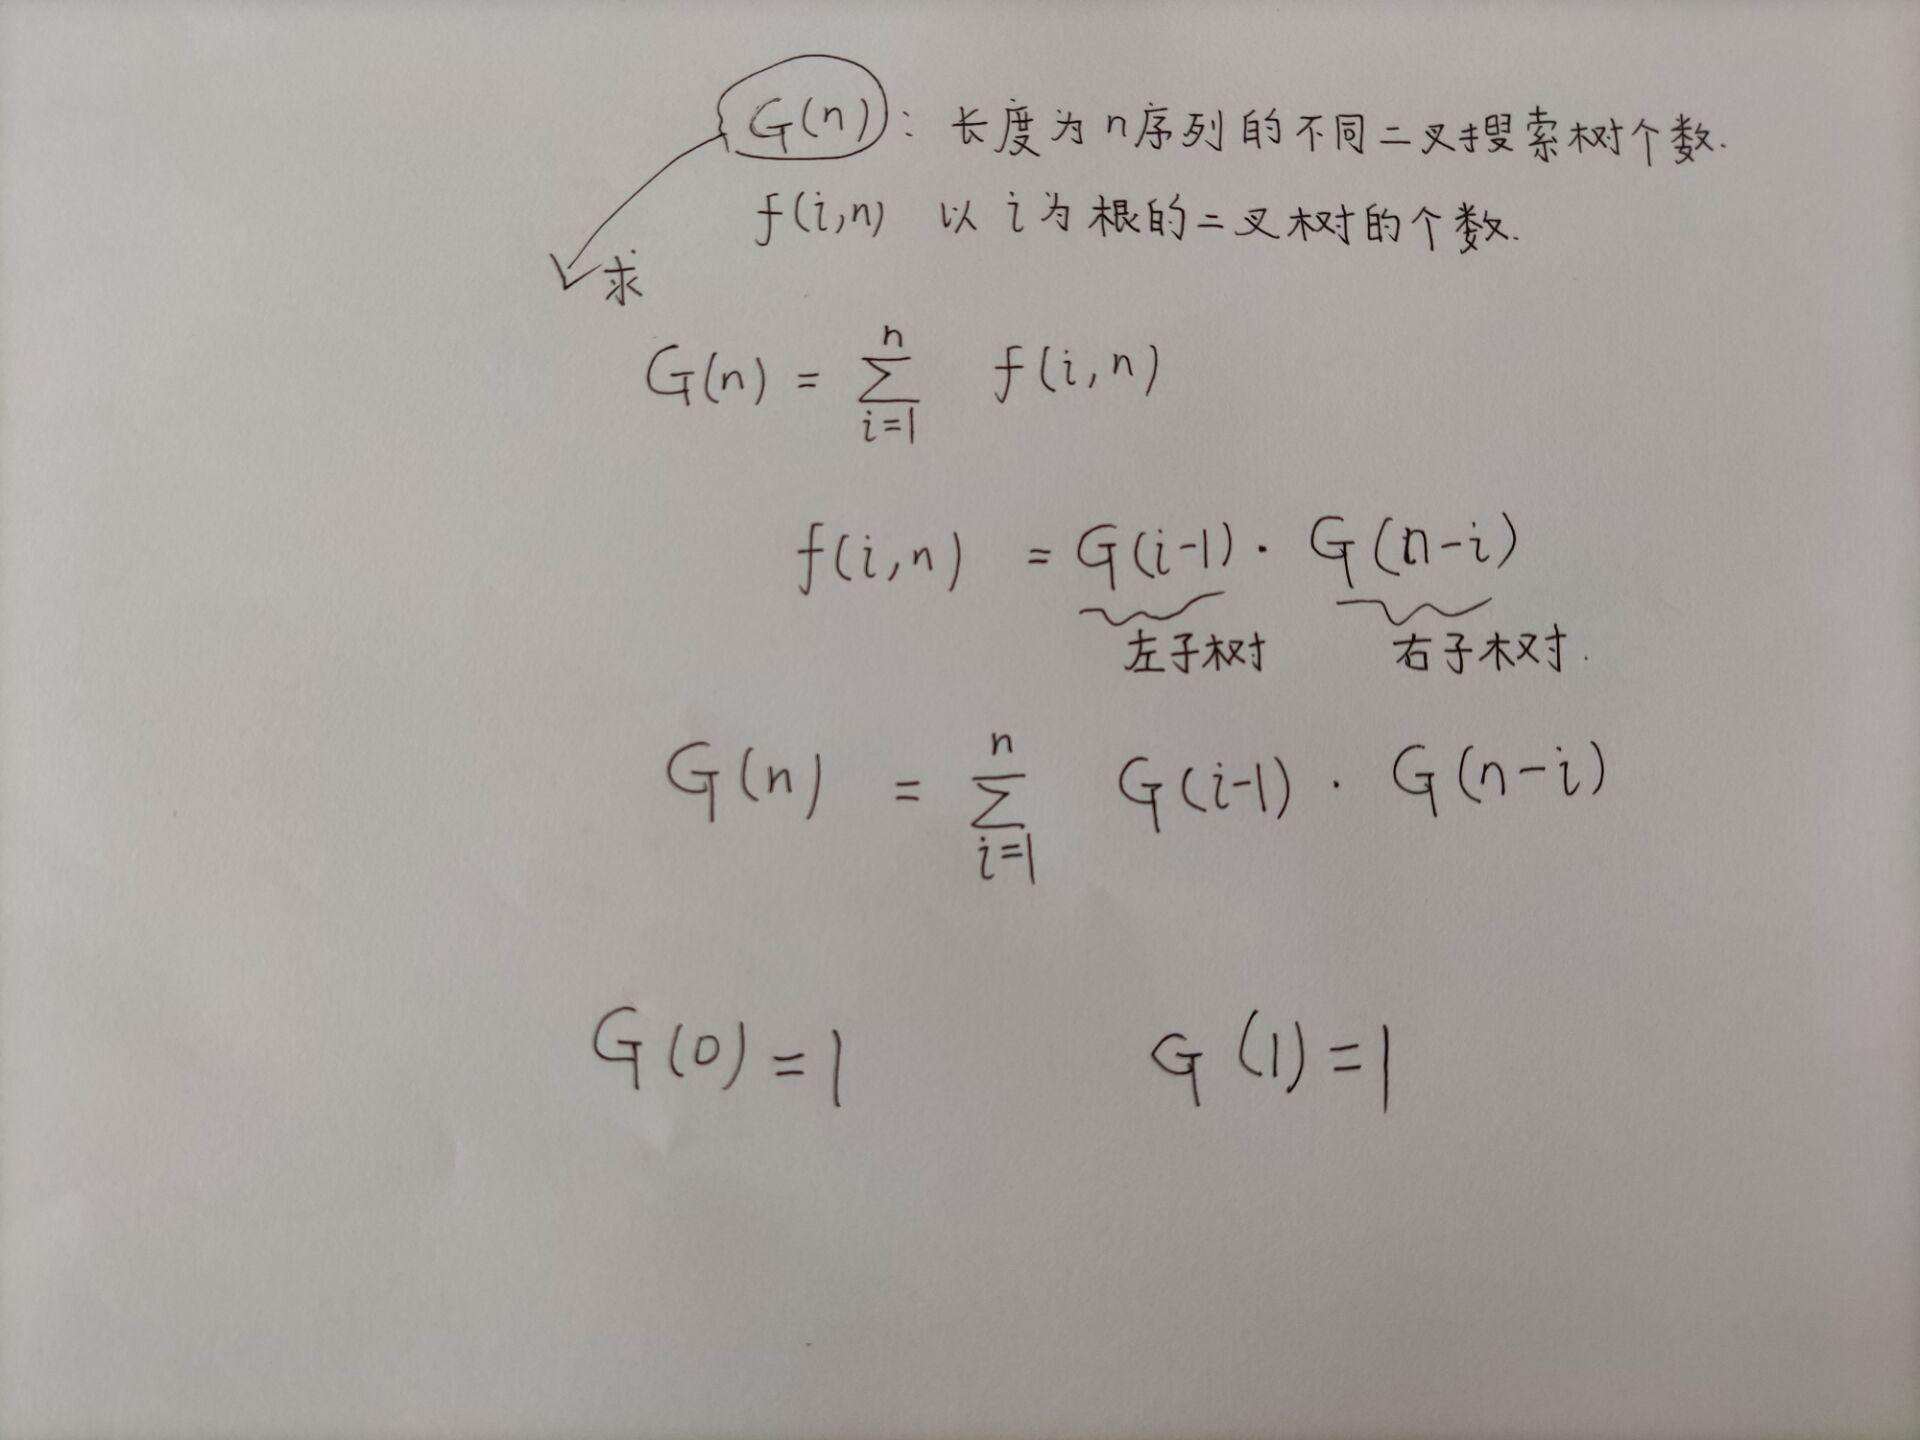 G(n): 长度为n序列的不同二叉搜索树个数.
f(i,n) 以i为根的二叉树的个数.
求
G(n) = \sum_{i=1}^{n} f(i,n)
f(i,n) = G(i-1) · G(n-i)
左子树 右子树.
G(n) = \sum_{i=1}^{n} G(i-1) · G(n-i)
G(0)=1 G(1)=1